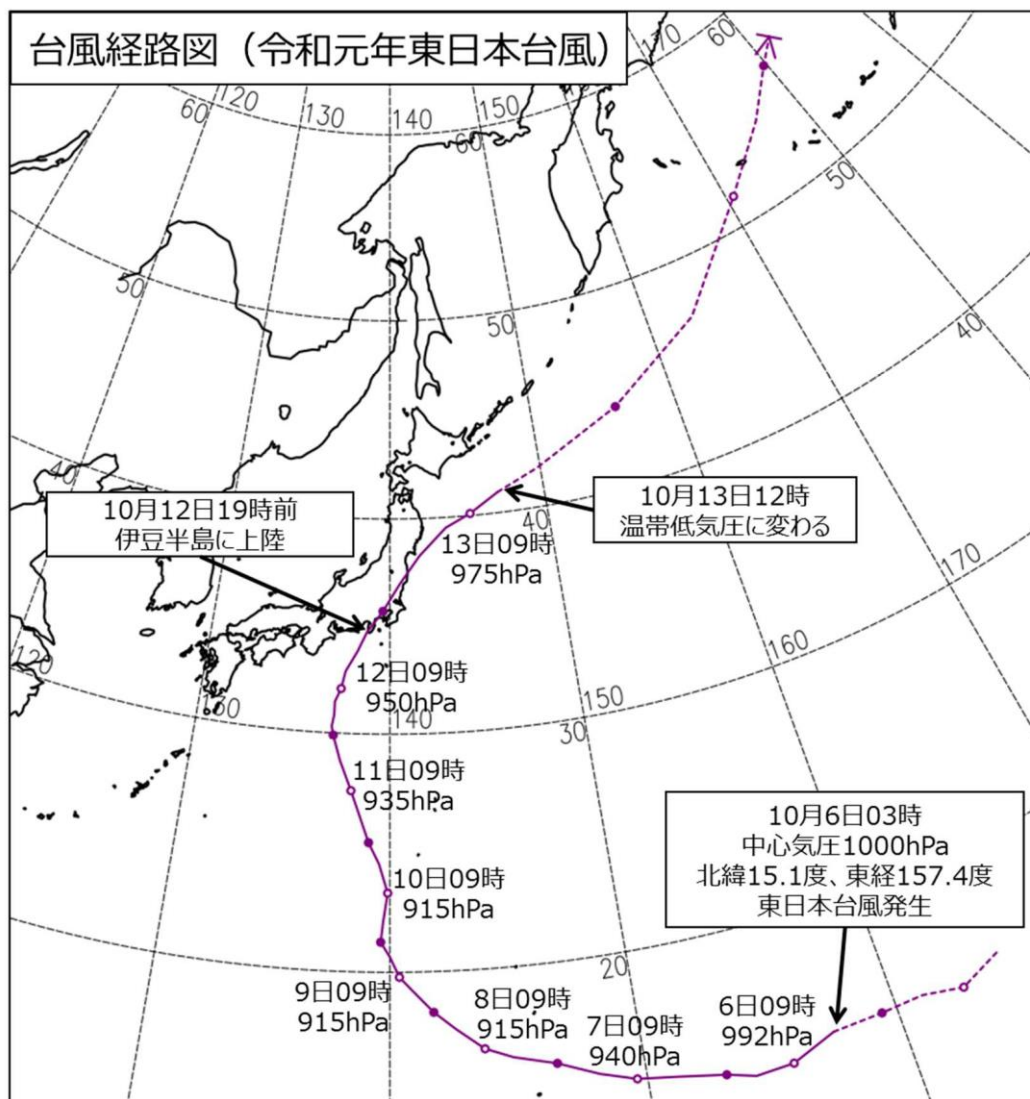 台風経路図（令和元年東日本台風）
60
120
130
140
150
60
170
60
50
50
50
40
40
40
10月12日19時前
伊豆半島に上陸
10月13日12時
温帯低気圧に変わる
13日09時
975hPa
170
160
120
12日09時
950hPa
130
140
150
30
11日09時
935hPa
10月6日03時
中心気圧1000hPa
北緯15.1度、東経157.4度
東日本台風発生
10日09時
915hPa
20
9日09時
915hPa
8日09時
915hPa
7日09時
940hPa
6日09時
992hPa